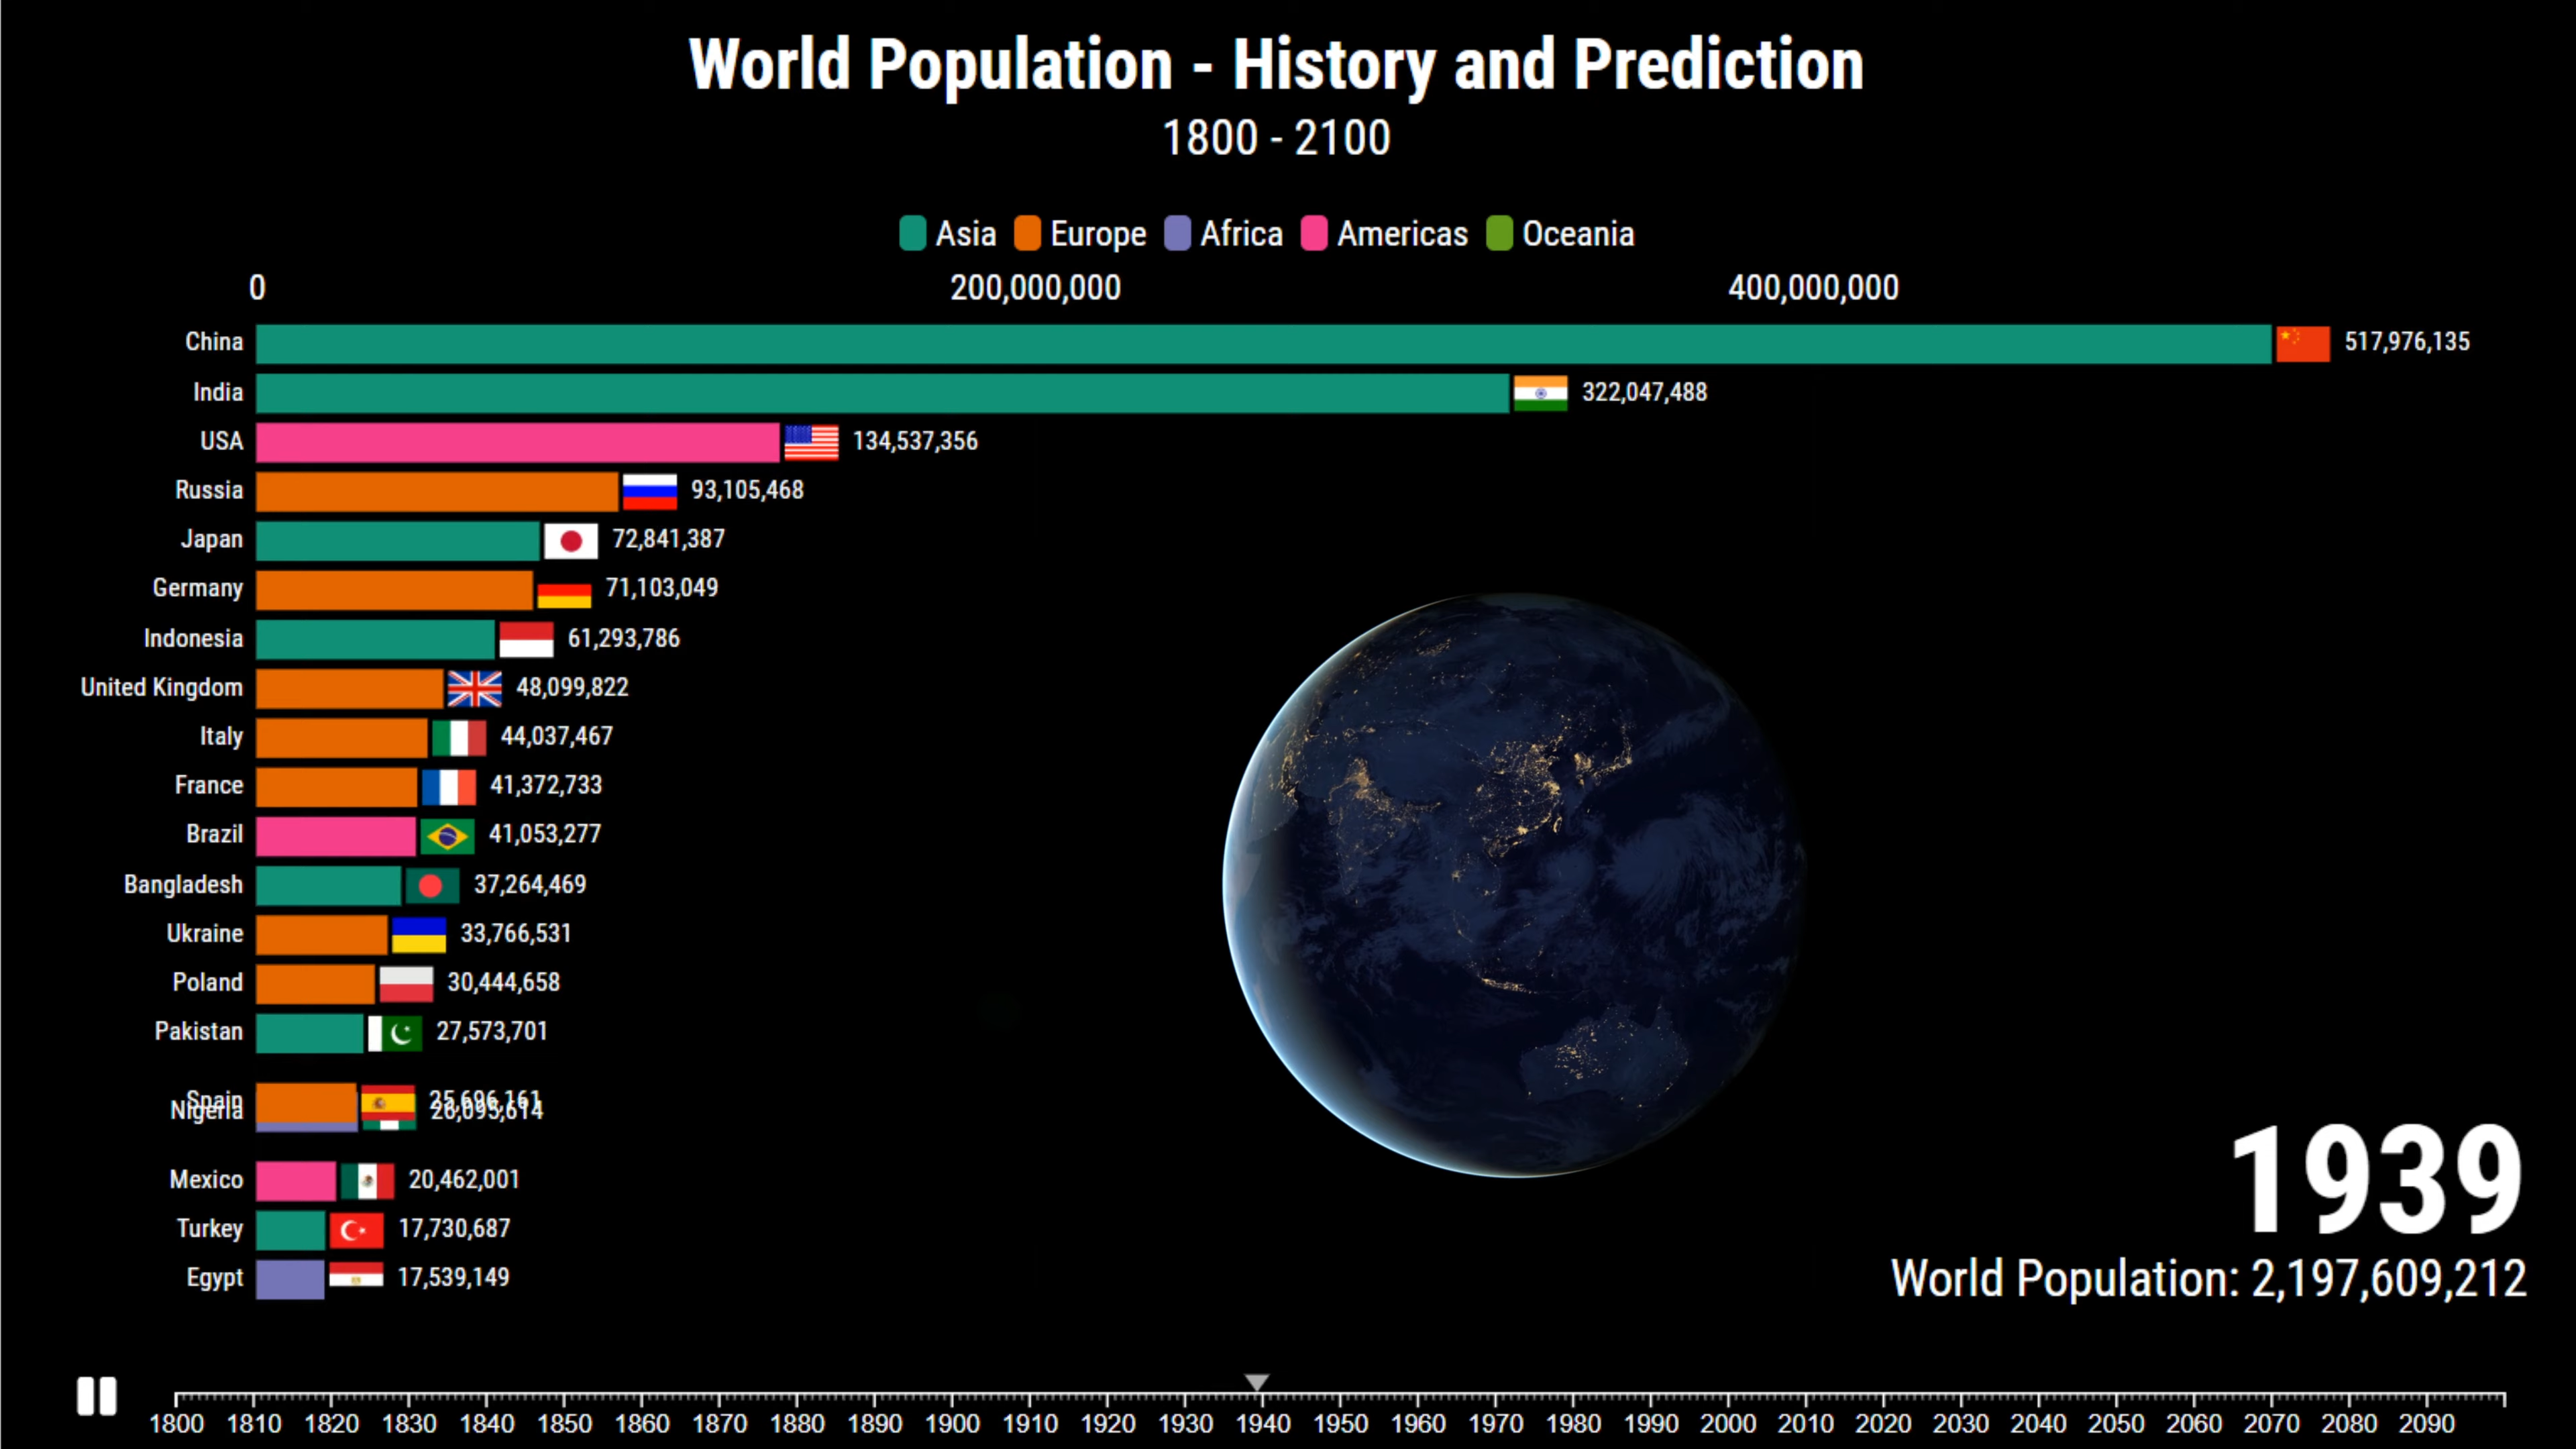 World Population - History and Prediction
1800 - 2100
Asia Europe Africa Americas Oceania
0 200,000,000 400,000,000
China 517,976,135
India 322,047,488
USA 134,537,356
Russia 93,105,468
Japan 72,841,387
Germany 71,103,049
Indonesia 61,293,786
United Kingdom 48,099,822
Italy 44,037,467
France 41,372,733
Brazil 41,053,277
Bangladesh 37,264,469
Ukraine 33,766,531
Poland 30,444,658
Pakistan 27,573,701
Spain
Nigeria
Mexico 20,462,001
Turkey 17,730,687
Egypt 17,539,149
1939
World Population: 2,197,609,212
1800 1810 1820 1830 1840 1850 1860 1870 1880 1890 1900 1910 1920 1930 1940 1950 1960 1970 1980 1990 2000 2010 2020 2030 2040 2050 2060 2070 2080 2090